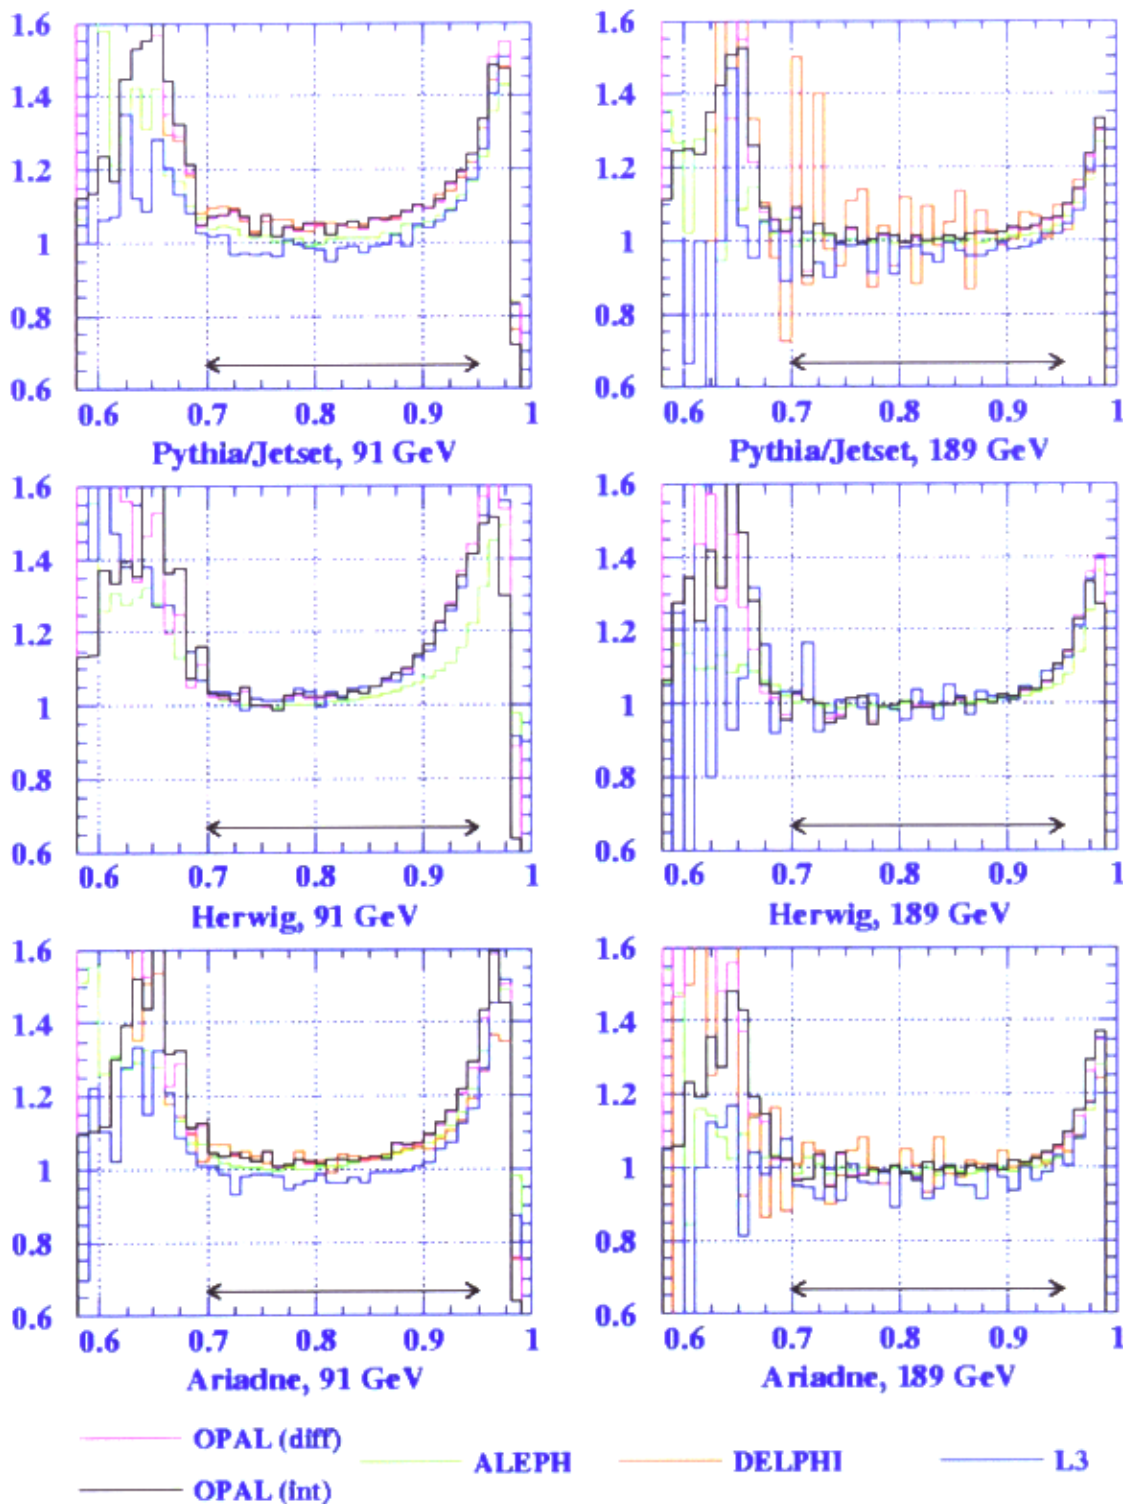 1.6 1.6
1.4 1.4
1.2 1.2
1 1
0.8 0.8
0.6 0.6
0.6 0.7 0.8 0.9 1 0.6 0.7 0.8 0.9 1
Pythia/Jetset, 91 GeV Pythia/Jetset, 189 GeV
1.6 1.6
1.4 1.4
1.2 1.2
1 1
0.8 0.8
0.6 0.6
0.6 0.7 0.8 0.9 1 0.6 0.7 0.8 0.9 1
Herwig, 91 GeV Herwig, 189 GeV
1.6 1.6
1.4 1.4
1.2 1.2
1 1
0.8 0.8
0.6 0.6
0.6 0.7 0.8 0.9 1 0.6 0.7 0.8 0.9 1
Ariadne, 91 GeV Ariadne, 189 GeV
OPAL (diff)
ALEPH DELPHI L3
OPAL (int)